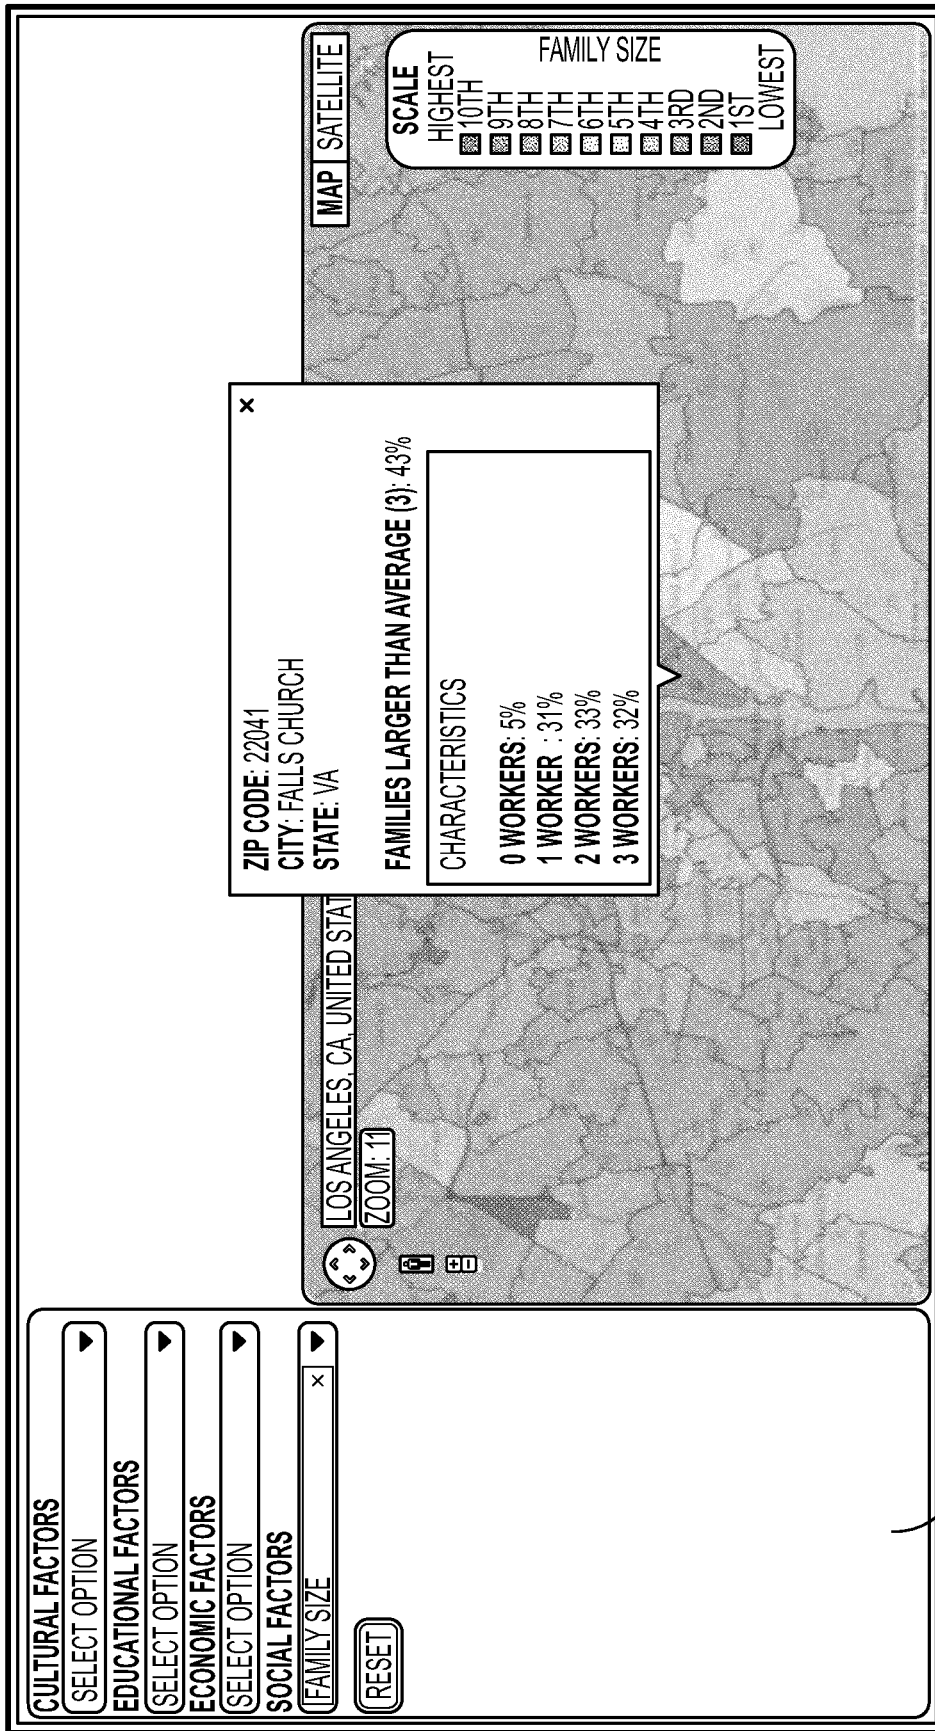 CULTURAL FACTORS
SELECT OPTION
EDUCATIONAL FACTORS
SELECT OPTION
ECONOMIC FACTORS
SELECT OPTION
SOCIAL FACTORS
FAMILY SIZE ×
RESET
LOS ANGELES, CA, UNITED STAT
ZOOM: 11
ZIP CODE: 22041 ×
CITY: FALLS CHURCH
STATE: VA
FAMILIES LARGER THAN AVERAGE (3): 43%
CHARACTERISTICS
0 WORKERS: 5%
1 WORKER : 31%
2 WORKERS: 33%
3 WORKERS: 32%
MAP SATELLITE
SCALE
HIGHEST
10TH
9TH
8TH
7TH
6TH
5TH
4TH
3RD
2ND
1ST
LOWEST
FAMILY SIZE